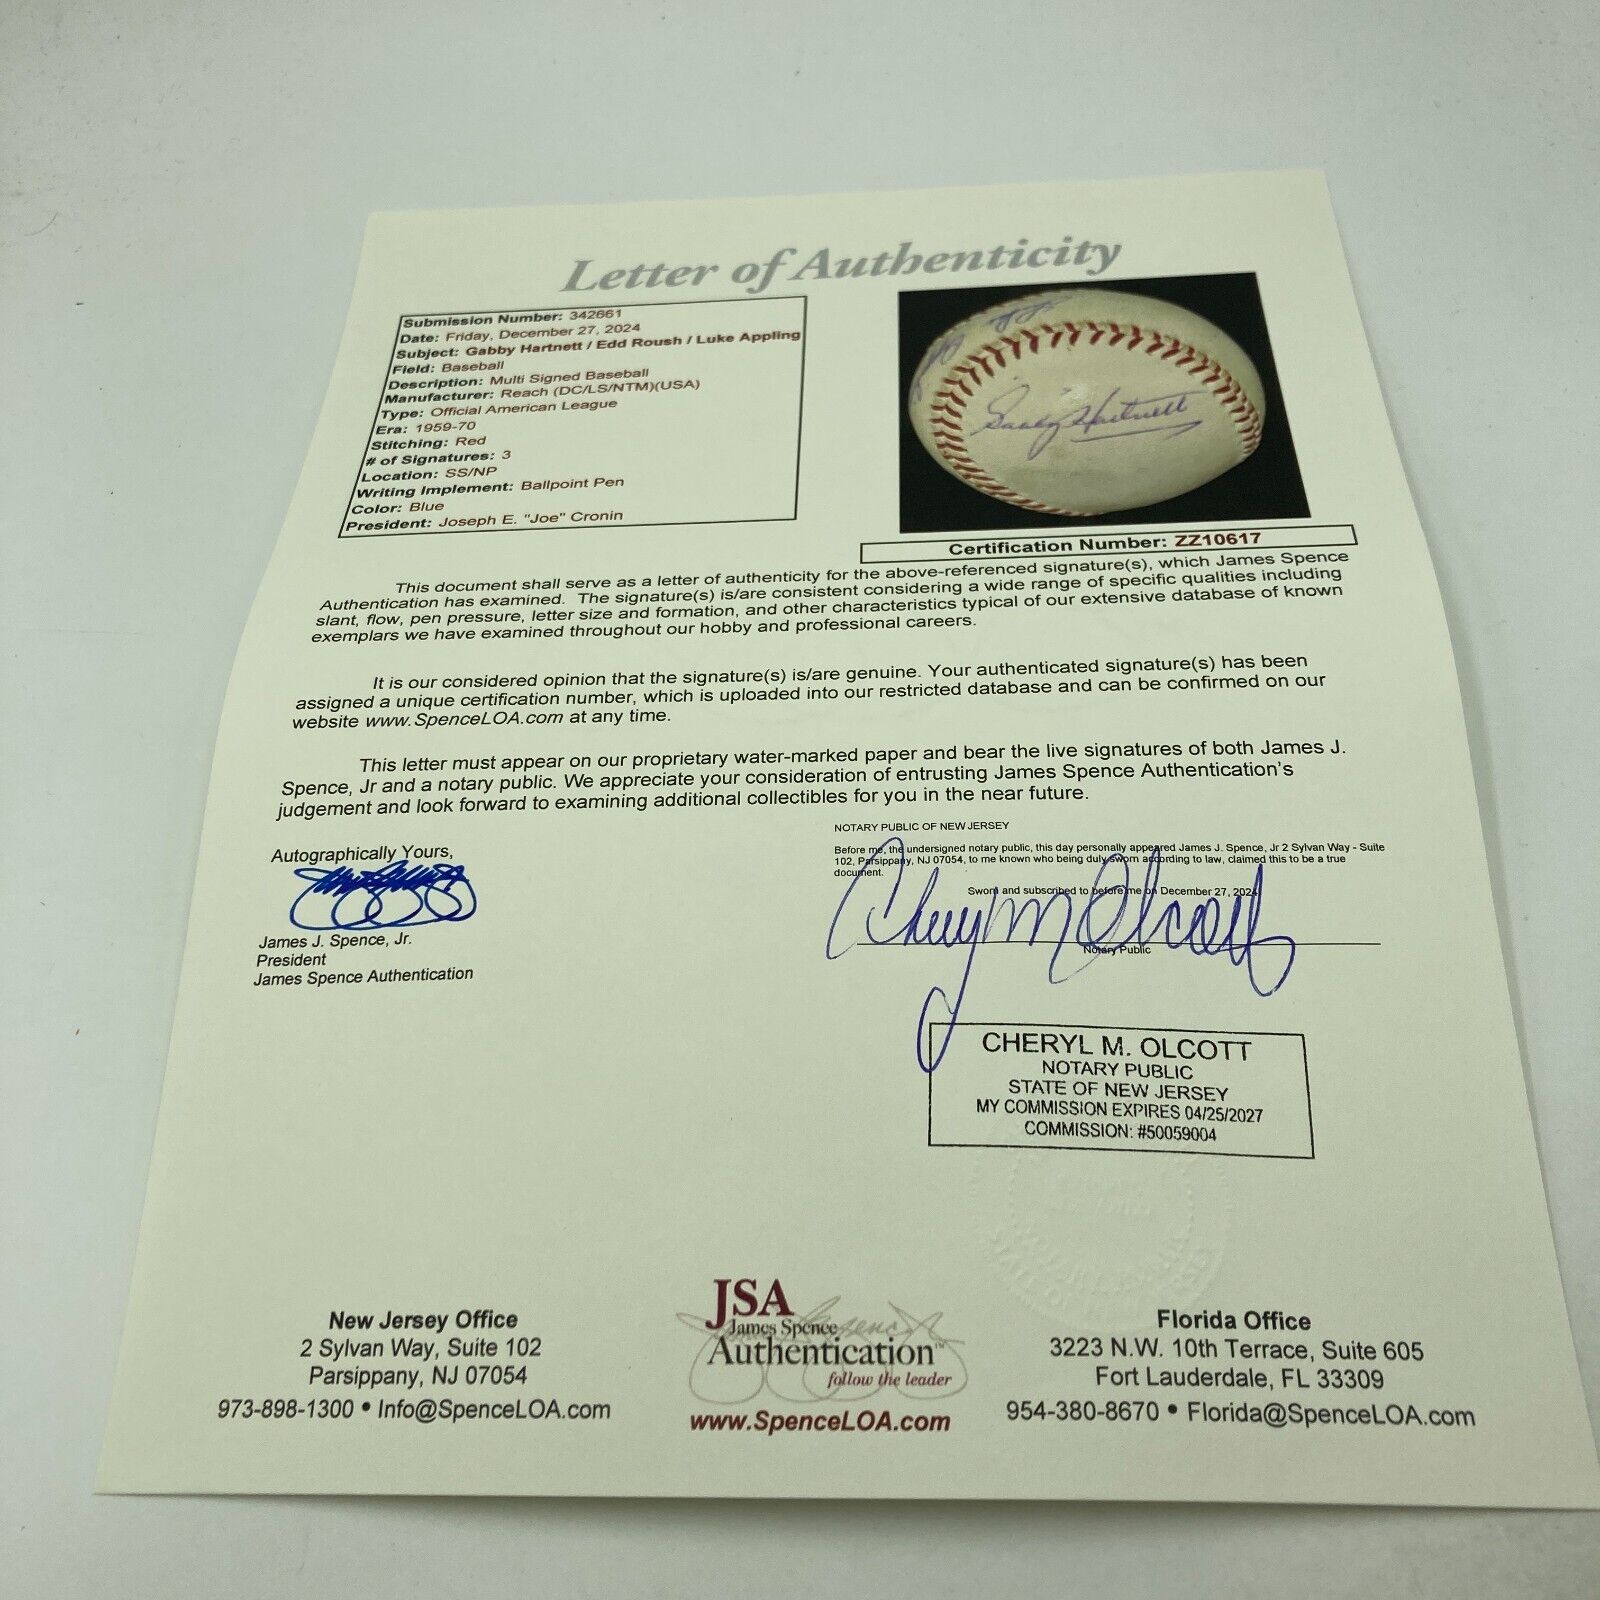 Letter of Authenticity
Submission Number: 342661
Date: Friday, December 27, 2024
Subject: Gabby Hartnett / Edd Roush / Luke Appling
Field: Baseball
Description: Multi Signed Baseball
Manufacturer: Reach (DC/LS/NTM)(USA)
Type: Official American League
Era: 1959-70
Stitching: Red
# of Signatures: 3
Location: SS/NP
Writing Implement: Ballpoint Pen
Color: Blue
President: Joseph E. "Joe" Cronin
"Gabby" Hartnett
Certification Number: ZZ10617
This document shall serve as a letter of authenticity for the above-referenced signature(s), which James Spence
Authentication has examined. The signature(s) is/are consistent considering a wide range of specific qualities including
slant, flow, pen pressure, letter size and formation, and other characteristics typical of our extensive database of known
exemplars we have examined throughout our hobby and professional careers.
It is our considered opinion that the signature(s) is/are genuine. Your authenticated signature(s) has been
assigned a unique certification number, which is uploaded into our restricted database and can be confirmed on our
website www.SpenceLOA.com at any time.
This letter must appear on our proprietary water-marked paper and bear the live signatures of both James J.
Spence, Jr and a notary public. We appreciate your consideration of entrusting James Spence Authentication's
judgement and look forward to examining additional collectibles for you in the near future.
Autographically Yours,
James J. Spence, Jr.
President
James Spence Authentication
NOTARY PUBLIC OF NEW JERSEY
Before me, the undersigned notary public, this day personally appeared James J. Spence, Jr 2 Sylvan Way - Suite
102, Parsippany, NJ 07054, to me known who being duly sworn according to law, claimed this to be a true
document.
Sworn and subscribed to before me on December 27, 2024
Cheryl M Olcott
Notary Public
CHERYL M. OLCOTT
NOTARY PUBLIC
STATE OF NEW JERSEY
MY COMMISSION EXPIRES 04/25/2027
COMMISSION: #50059004
New Jersey Office
2 Sylvan Way, Suite 102
Parsippany, NJ 07054
973-898-1300 • Info@SpenceLOA.com
JSA
James Spence
Authentication™
follow the leader
www.SpenceLOA.com
Florida Office
3223 N.W. 10th Terrace, Suite 605
Fort Lauderdale, FL 33309
954-380-8670 • Florida@SpenceLOA.com